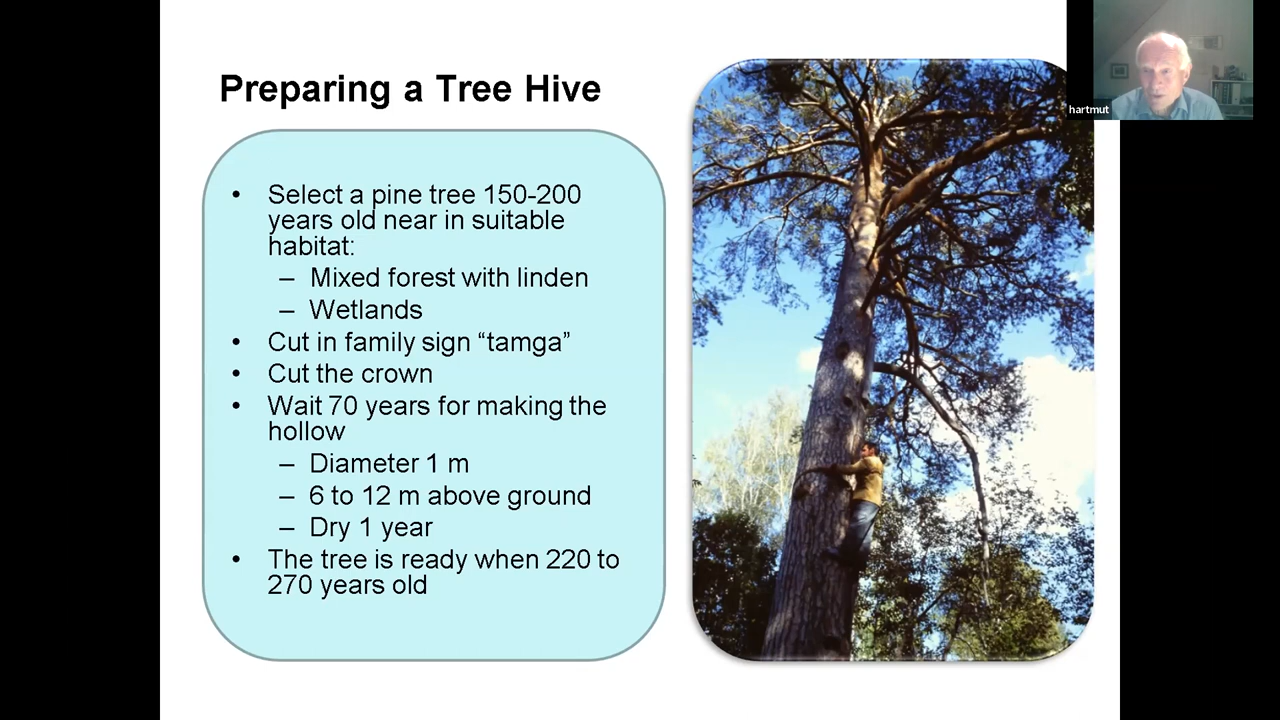 Preparing a Tree Hive
hartmut
• Select a pine tree 150-200
years old near in suitable
habitat:
– Mixed forest with linden
– Wetlands
• Cut in family sign “tamga”
• Cut the crown
• Wait 70 years for making the
hollow
– Diameter 1 m
– 6 to 12 m above ground
– Dry 1 year
• The tree is ready when 220 to
270 years old